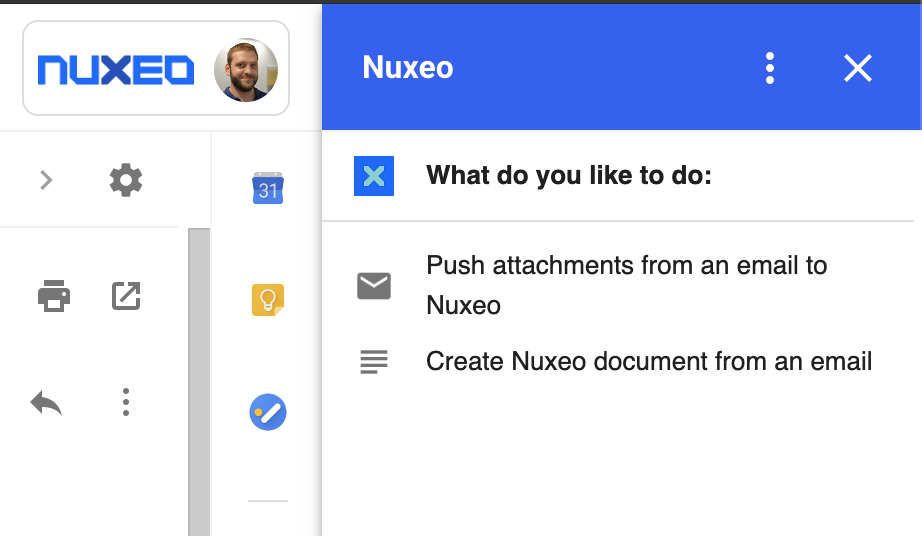 NUXEO
Nuxeo
31
What do you like to do:
Push attachments from an email to
Nuxeo
Create Nuxeo document from an email